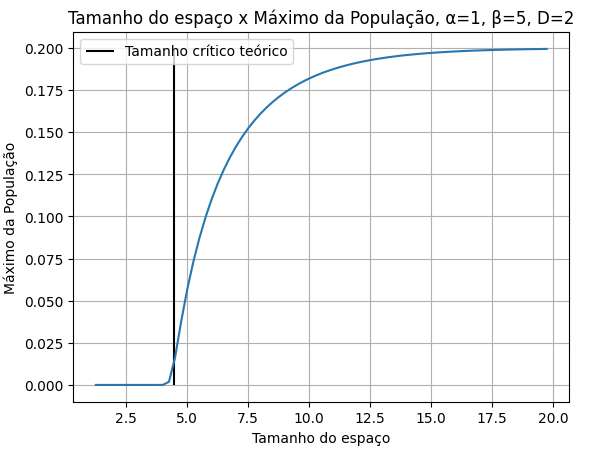 Tamanho do espaço x Máximo da População, α=1, β=5, D=2
Tamanho crítico teórico
Máximo da População
0.200
0.175
0.150
0.125
0.100
0.075
0.050
0.025
0.000
2.5 5.0 7.5 10.0 12.5 15.0 17.5 20.0
Tamanho do espaço